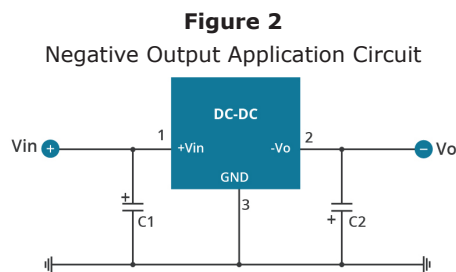 Figure 2
Negative Output Application Circuit
DC-DC
1
2
Vin +
+Vin
-Vo
− Vo
GND
3
+
C1
+
C2